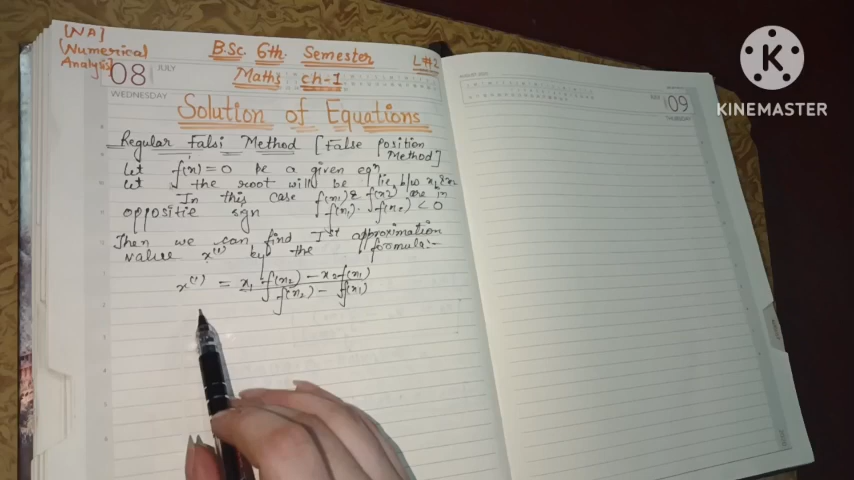 [NA]
(Numerical
Analysis)
B.Sc. 6th Semester
L#2
08 JULY
Maths ch-1
WEDNESDAY
Solution of Equations
Regular Falsi Method [False position
Method]
Let f(x)=0 be a given eqn
Let the root will be lie b/w x1 & x2
In this case f(x1) & f(x2) are in
oppositie sgn f(x1). f(x2) < 0
Then we can find Ist approximation
value x(1) by the formula:-
x(1) = x1 f(x2) – x2 f(x1)
f(x2) – f(x1)
09
THURSDAY
KINEMASTER